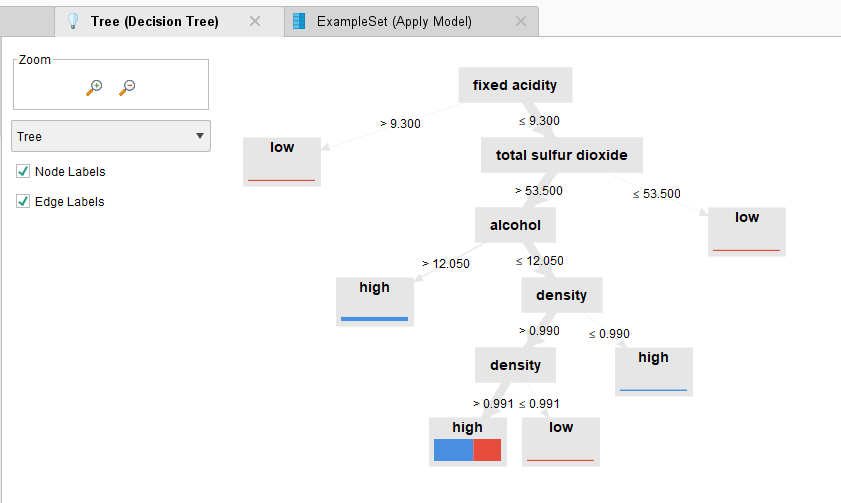 Tree (Decision Tree)
ExampleSet (Apply Model)
Zoom
Tree
Node Labels
Edge Labels
fixed acidity
> 9.300
≤ 9.300
low
total sulfur dioxide
> 53.500
≤ 53.500
alcohol
low
> 12.050
≤ 12.050
high
density
> 0.990
≤ 0.990
density
high
> 0.991
≤ 0.991
high
low